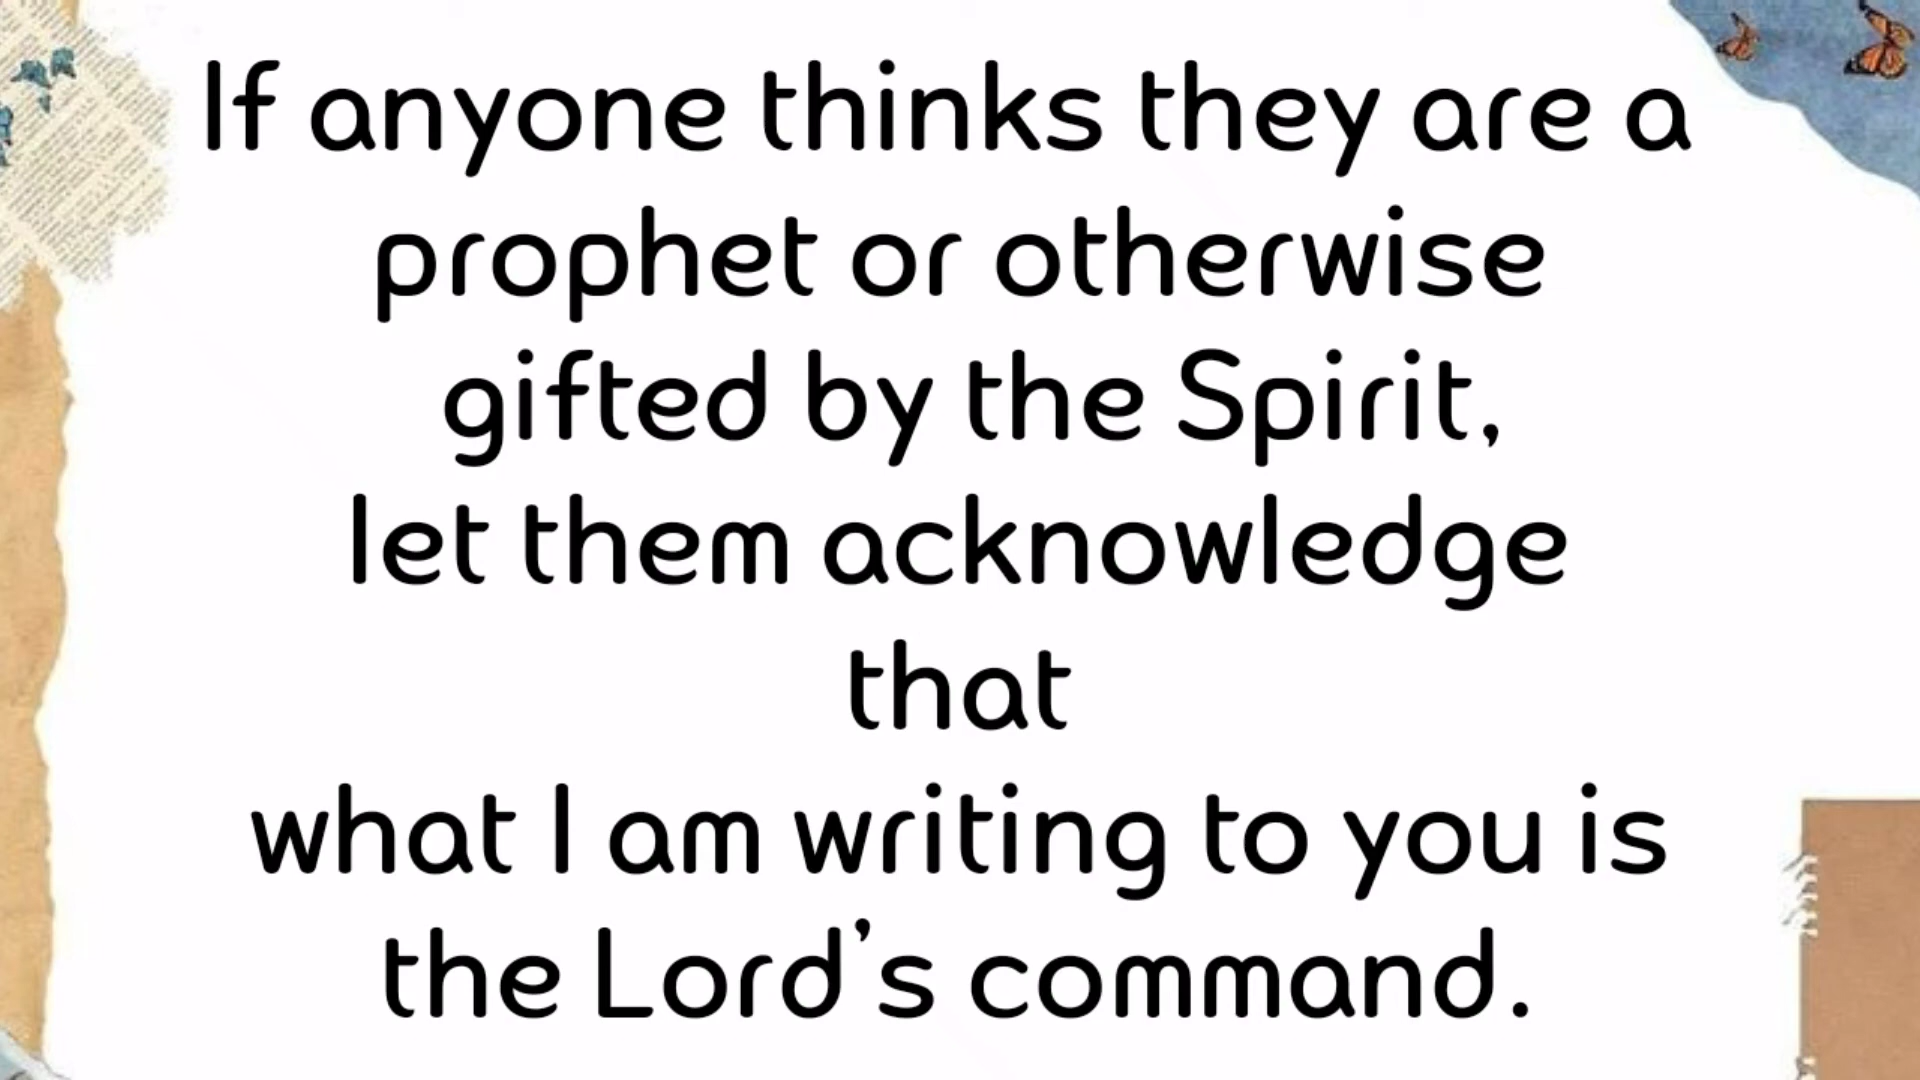 If anyone thinks they are a
prophet or otherwise
gifted by the Spirit,
let them acknowledge
that
what I am writing to you is
the Lord’s command.